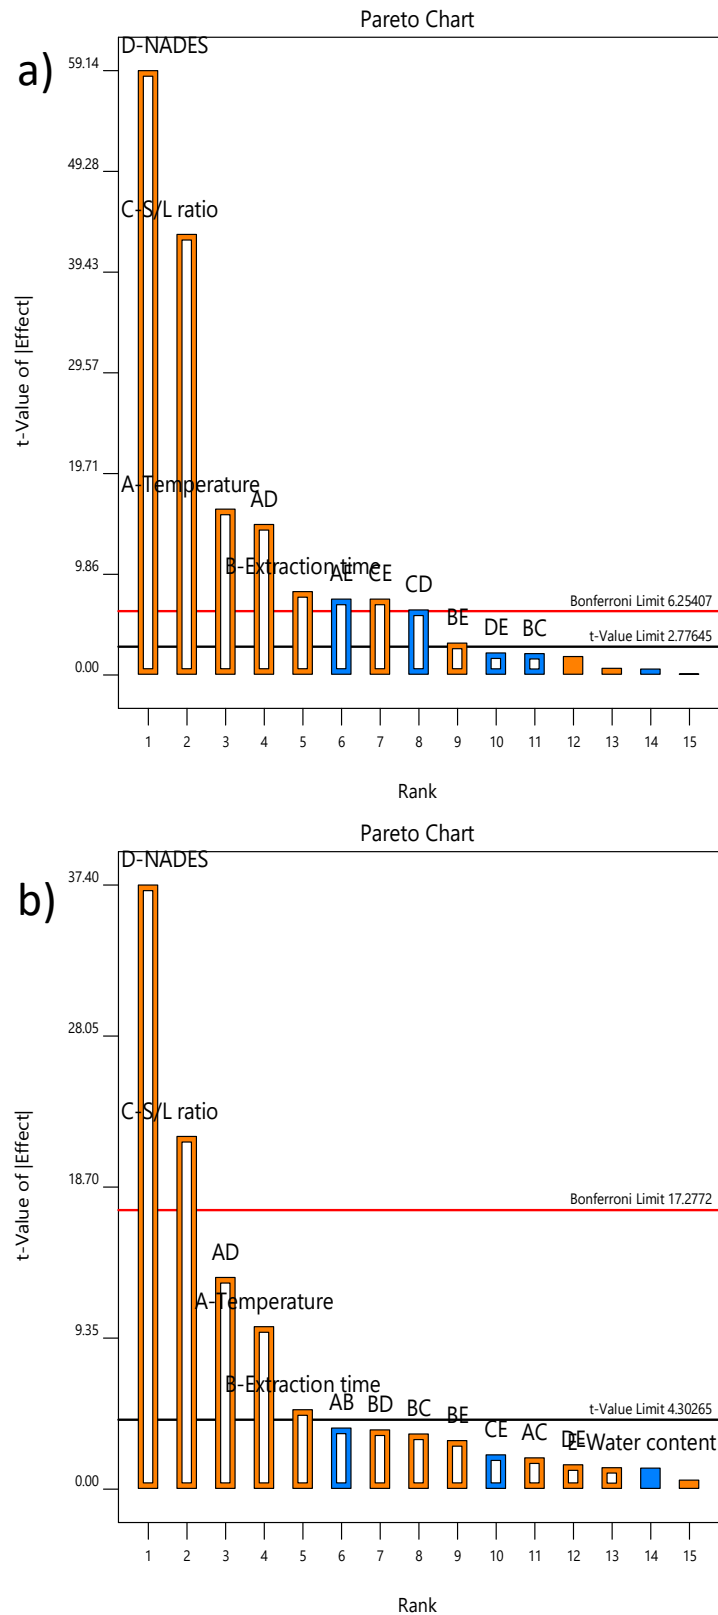 Pareto Chart
a)
D-NADES
59.14
49.28
C-S/L ratio
39.43
29.57
t-Value of |Effect|
19.71
A-Temperature
AD
9.86
B-Extraction time
AE
CE
CD
Bonferroni Limit 6.25407
BE
DE
BC
t-Value Limit 2.77645
0.00
1 2 3 4 5 6 7 8 9 10 11 12 13 14 15
Rank
Pareto Chart
b)
D-NADES
37.40
28.05
C-S/L ratio
t-Value of |Effect|
18.70
Bonferroni Limit 17.2772
AD
A-Temperature
9.35
B-Extraction time
AB
BD
BC
BE
t-Value Limit 4.30265
CE
AC
DE
E-Water content
0.00
1 2 3 4 5 6 7 8 9 10 11 12 13 14 15
Rank